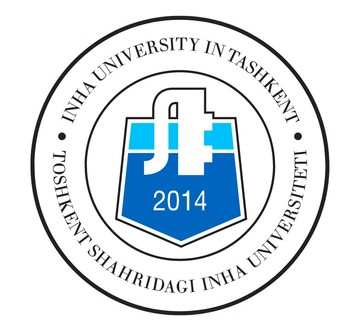 INHA UNIVERSITY IN TASHKENT
2014
TOSHKENT SHAHRIDAGI INHA UNIVERSITETI